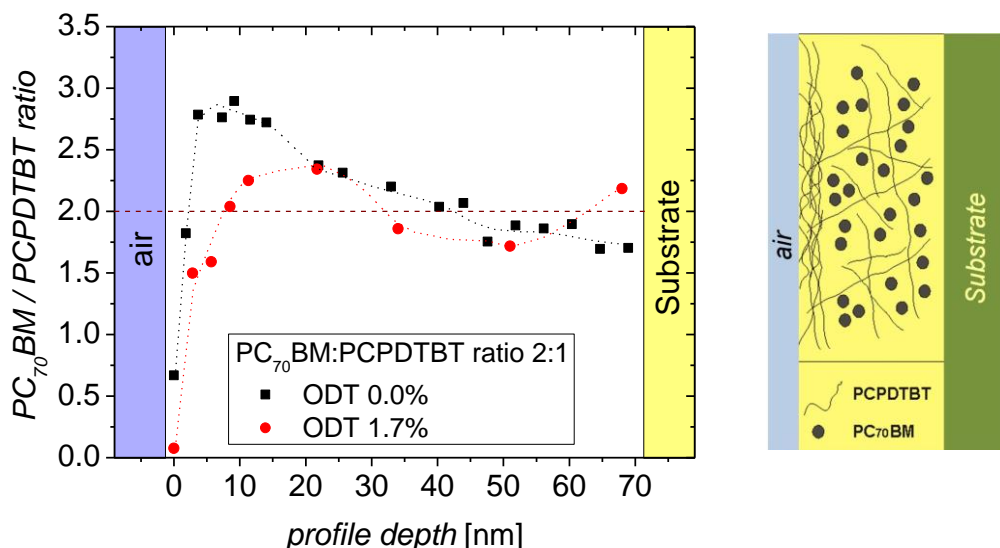 3.5
3.0
2.5
2.0
1.5
1.0
0.5
0.0
PC70BM / PCPDTBT ratio
air
Substrate
PC70BM:PCPDTBT ratio 2:1
ODT 0.0%
ODT 1.7%
0 10 20 30 40 50 60 70
profile depth [nm]
air
Substrate
PCPDTBT
PC70BM